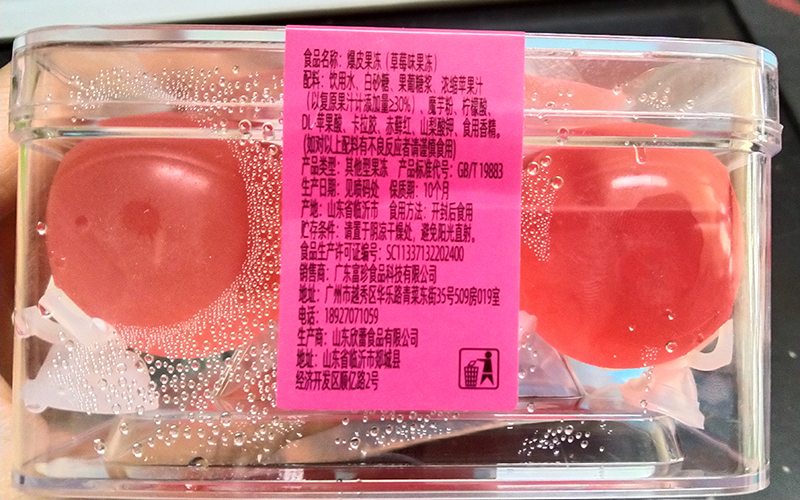 食品名称：爆皮果冻（草莓味果冻）
配料：饮用水、白砂糖、果葡糖浆、浓缩苹果汁
（以复原果汁计添加量≥30%）、魔芋粉、柠檬酸、
DL-苹果酸、卡拉胶、赤藓红、山梨酸钾、食用香精。
(如对以上配料有不良反应者请谨慎食用)
产品类型：其他型果冻 产品标准代号：GB/T 19883
生产日期：见喷码处 保质期：10个月
产地：山东省临沂市 食用方法：开封后食用
贮存条件：请置于阴凉干燥处，避免阳光直射。
食品生产许可证编号：SC11337132202400
销售商：广东富珍食品科技有限公司
地址：广州市越秀区华乐路青菜东街35号509房019室
电话：18927071059
生产商：山东欣蕾食品有限公司
地址：山东省临沂市郯城县
经济开发区顺亿路2号